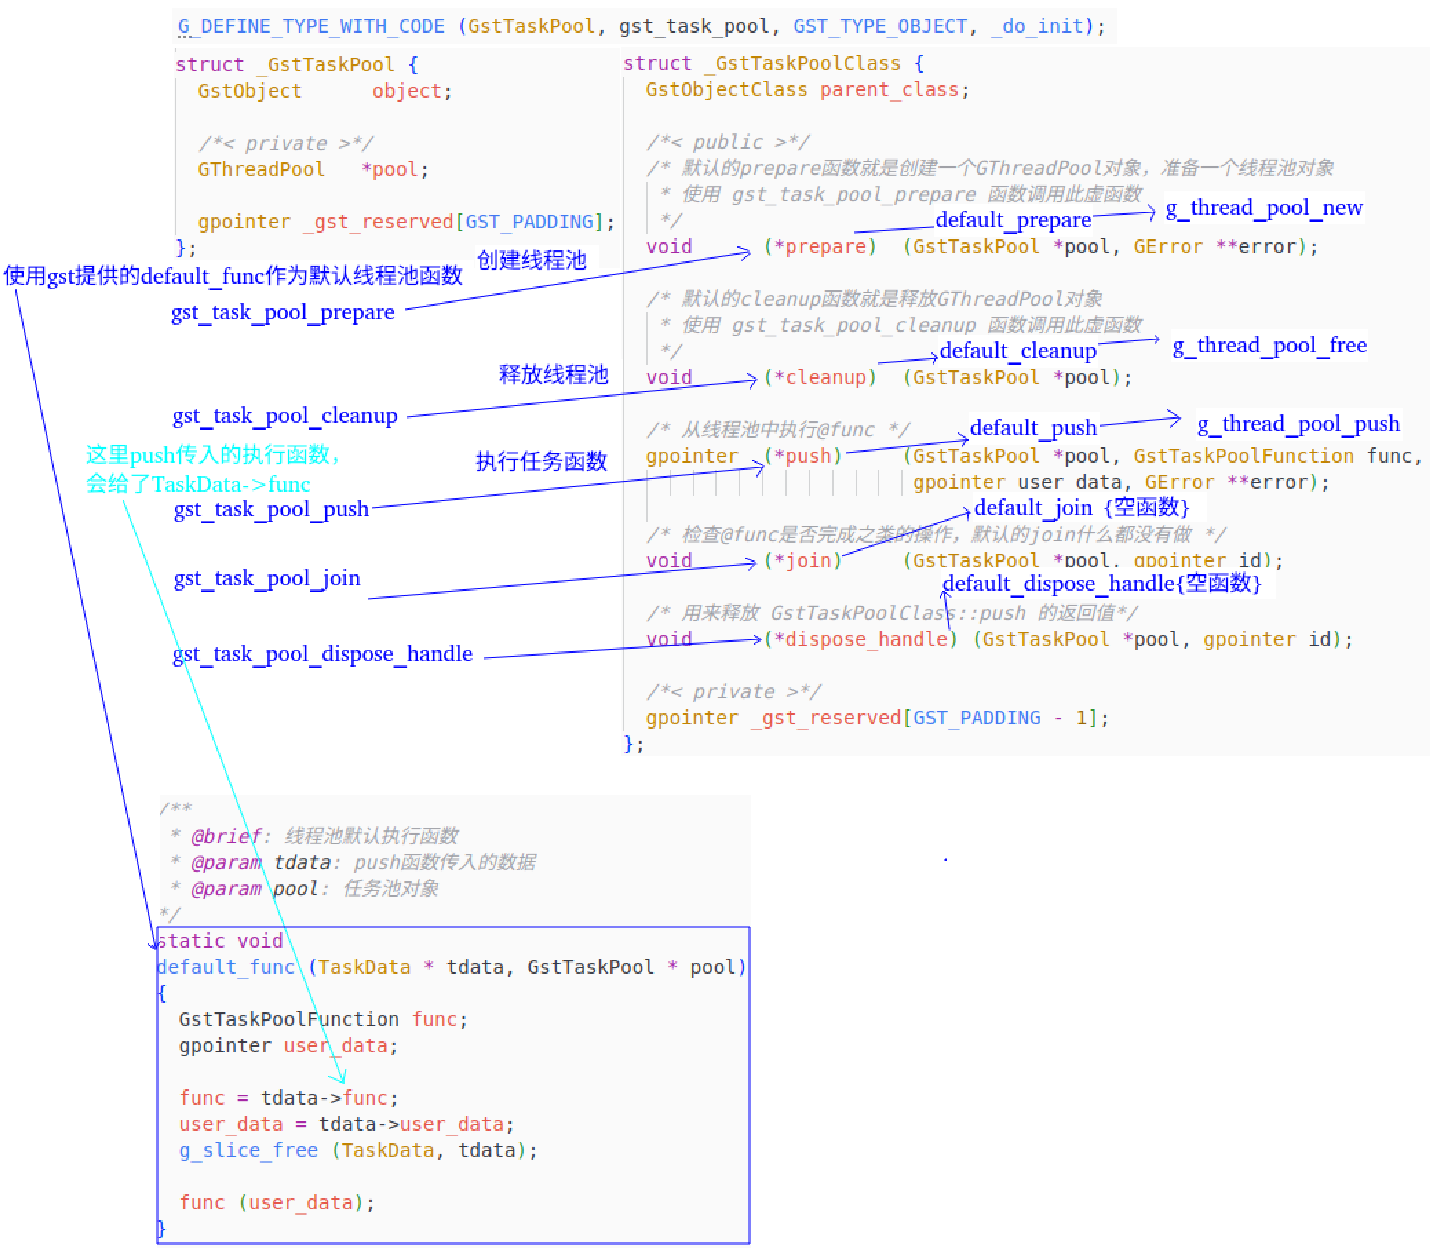 G_DEFINE_TYPE_WITH_CODE (GstTaskPool, gst_task_pool, GST_TYPE_OBJECT, _do_init);
struct _GstTaskPool {
GstObject object;
/*< private >*/
GThreadPool *pool;
gpointer _gst_reserved[GST_PADDING];
};
使用gst提供的default_func作为默认线程池函数
创建线程池
gst_task_pool_prepare
释放线程池
gst_task_pool_cleanup
这里push传入的执行函数，
会给了TaskData->func
执行任务函数
gst_task_pool_push
gst_task_pool_join
gst_task_pool_dispose_handle
struct _GstTaskPoolClass {
GstObjectClass parent_class;
/*< public >*/
/* 默认的prepare函数就是创建一个GThreadPool对象，准备一个线程池对象
* 使用 gst_task_pool_prepare 函数调用此虚函数
*/
default_prepare
g_thread_pool_new
void (*prepare) (GstTaskPool *pool, GError **error);
/* 默认的cleanup函数就是释放GThreadPool对象
* 使用 gst_task_pool_cleanup 函数调用此虚函数
*/
default_cleanup
g_thread_pool_free
void (*cleanup) (GstTaskPool *pool);
/* 从线程池中执行@func */
default_push
g_thread_pool_push
gpointer (*push) (GstTaskPool *pool, GstTaskPoolFunction func,
gpointer user_data, GError **error);
default_join {空函数}
/* 检查@func是否完成之类的操作，默认的join什么都没有做 */
void (*join) (GstTaskPool *pool, gpointer id);
default_dispose_handle{空函数}
/* 用来释放 GstTaskPoolClass::push 的返回值*/
void (*dispose_handle) (GstTaskPool *pool, gpointer id);
/*< private >*/
gpointer _gst_reserved[GST_PADDING - 1];
};
/**
* @brief: 线程池默认执行函数
* @param tdata: push函数传入的数据
* @param pool: 任务池对象
*/
static void
default_func (TaskData * tdata, GstTaskPool * pool)
{
GstTaskPoolFunction func;
gpointer user_data;
func = tdata->func;
user_data = tdata->user_data;
g_slice_free (TaskData, tdata);
func (user_data);
}